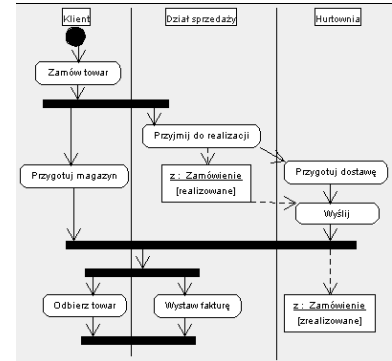 Klient
Dział sprzedaży
Hurtownia
Zamów towar
Przyjmij do realizacji
Przygotuj magazyn
z : Zamówienie
[realizowane]
Przygotuj dostawę
Wyślij
Odbierz towar
Wystaw fakturę
z : Zamówienie
[zrealizowane]